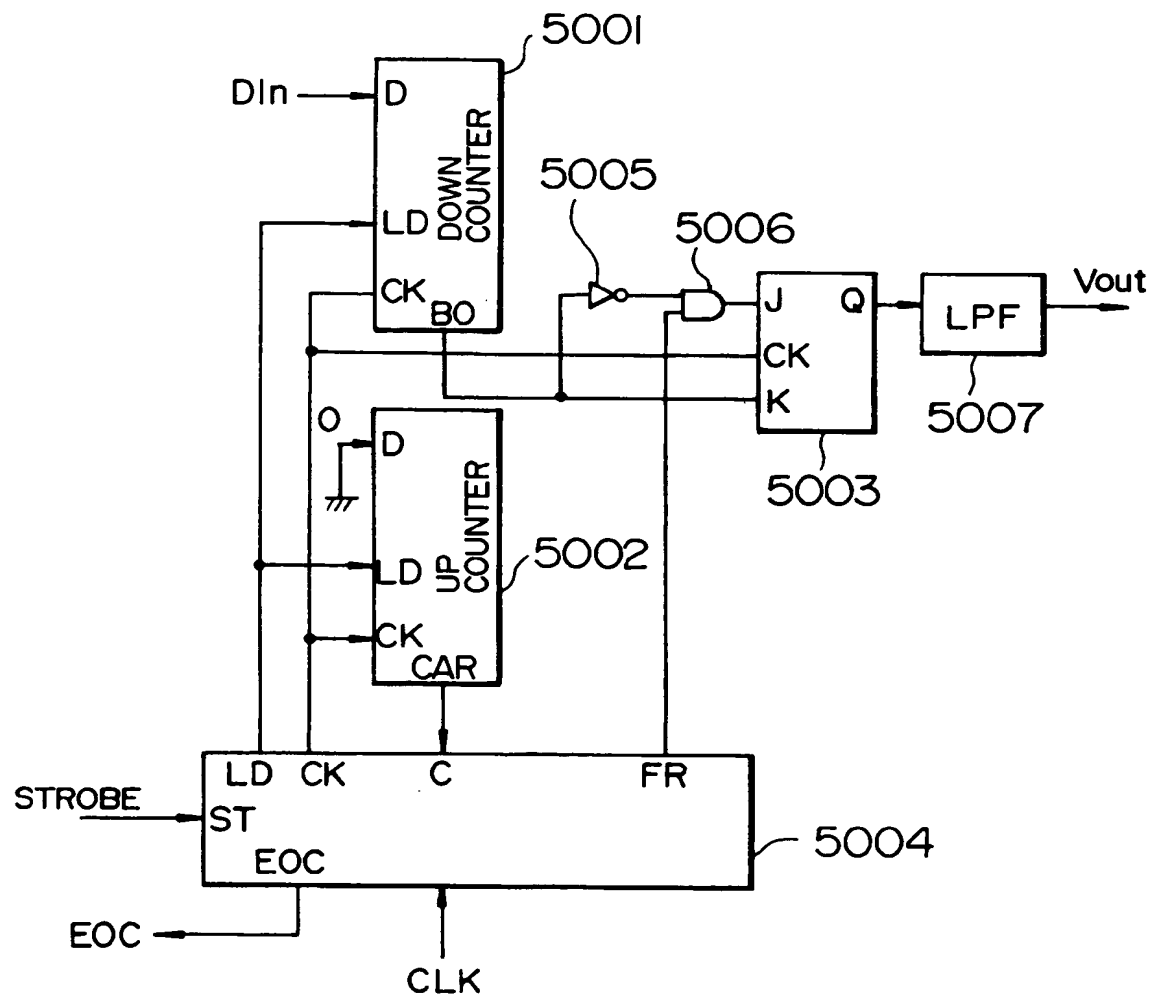 5001
DIn
D
DOWN
COUNTER
LD
CK
BO
5005
5006
J
Q
CK
K
5003
LPF
Vout
5007
0
D
UP
COUNTER
LD
CK
CAR
5002
LD
CK
C
FR
STROBE
ST
EOC
5004
EOC
CLK